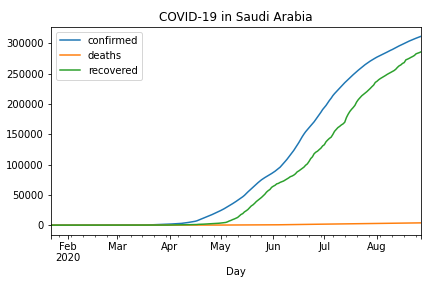 COVID-19 in Saudi Arabia
confirmed
deaths
recovered
300000
250000
200000
150000
100000
50000
0
Feb Mar Apr May Jun Jul Aug
2020
Day